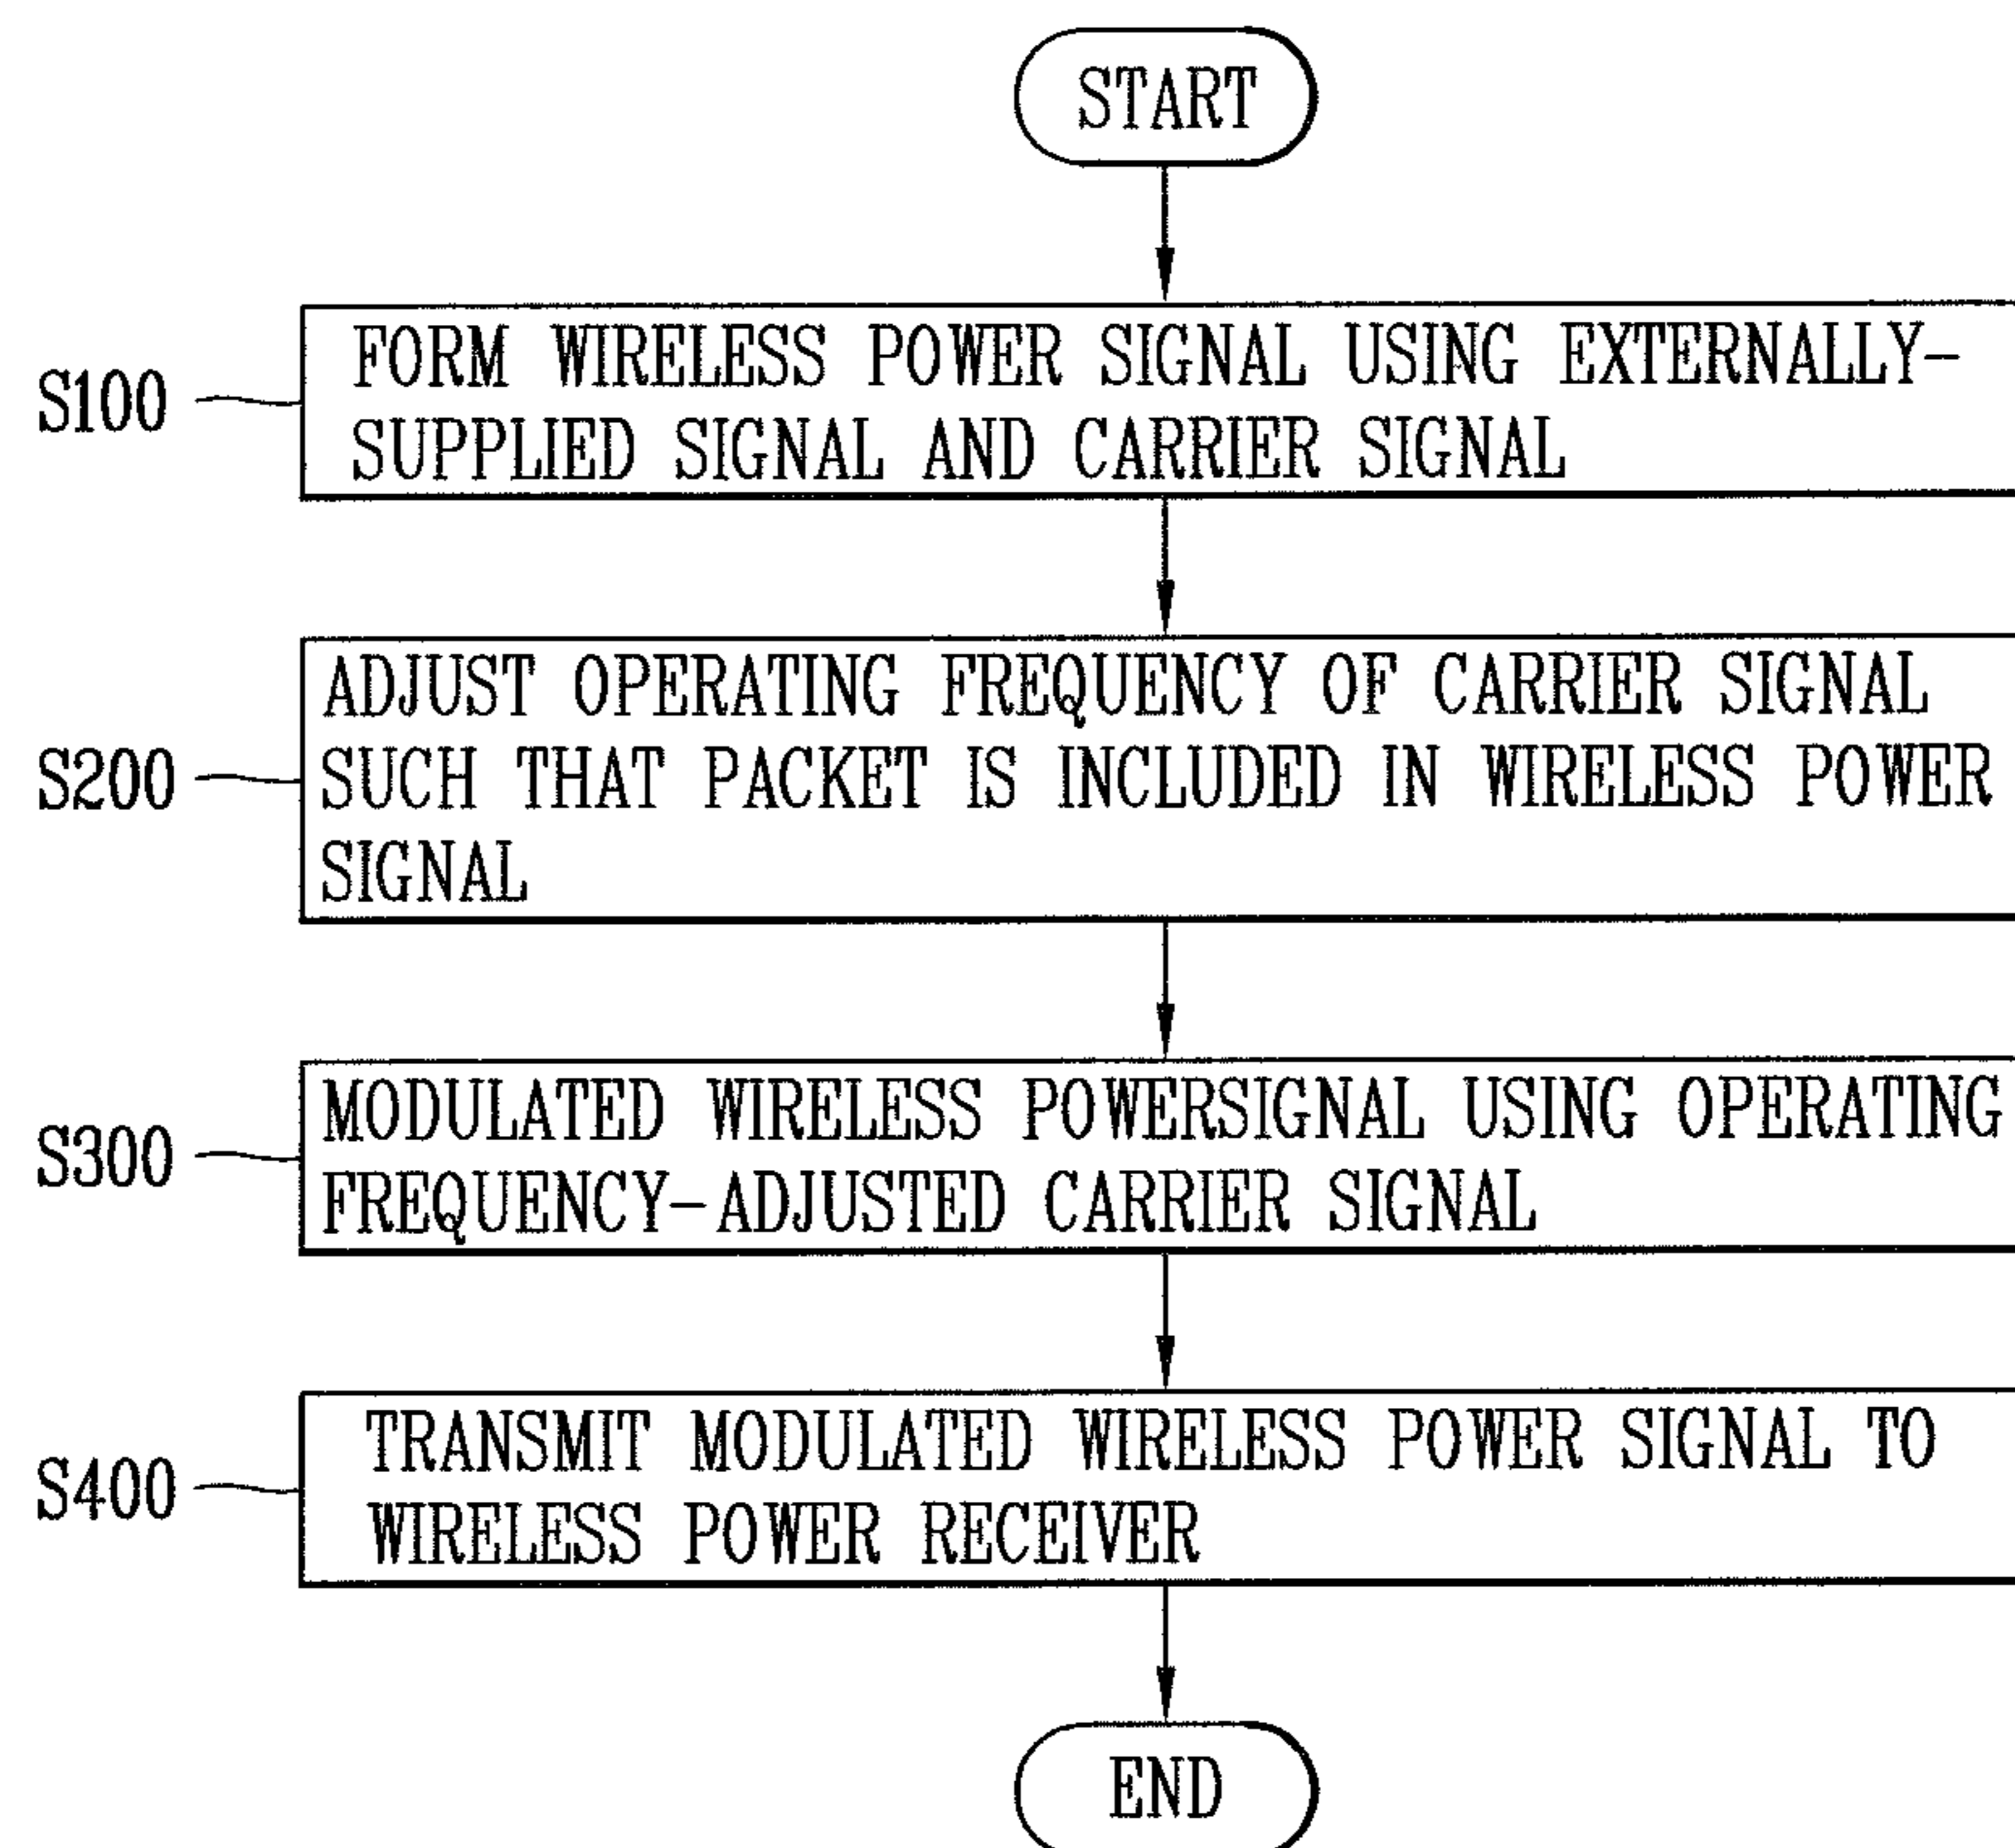 START
S100
FORM WIRELESS POWER SIGNAL USING EXTERNALLY-
SUPPLIED SIGNAL AND CARRIER SIGNAL
S200
ADJUST OPERATING FREQUENCY OF CARRIER SIGNAL
SUCH THAT PACKET IS INCLUDED IN WIRELESS POWER
SIGNAL
S300
MODULATED WIRELESS POWERSIGNAL USING OPERATING
FREQUENCY-ADJUSTED CARRIER SIGNAL
S400
TRANSMIT MODULATED WIRELESS POWER SIGNAL TO
WIRELESS POWER RECEIVER
END